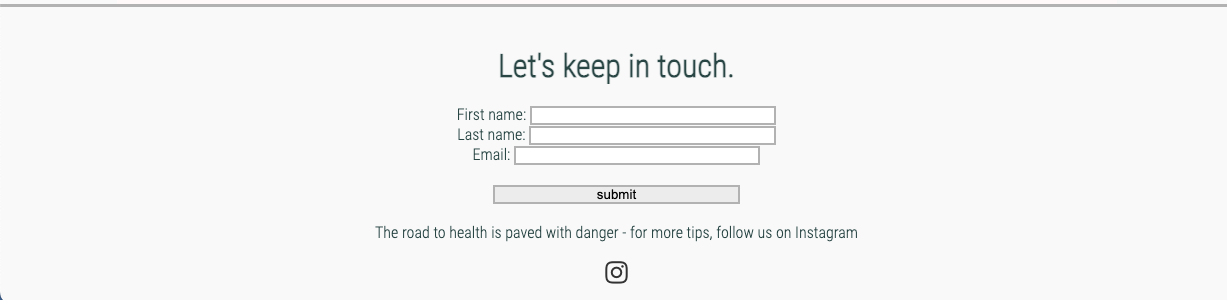 Let's keep in touch.
First name:
Last name:
Email:
submit
The road to health is paved with danger - for more tips, follow us on Instagram